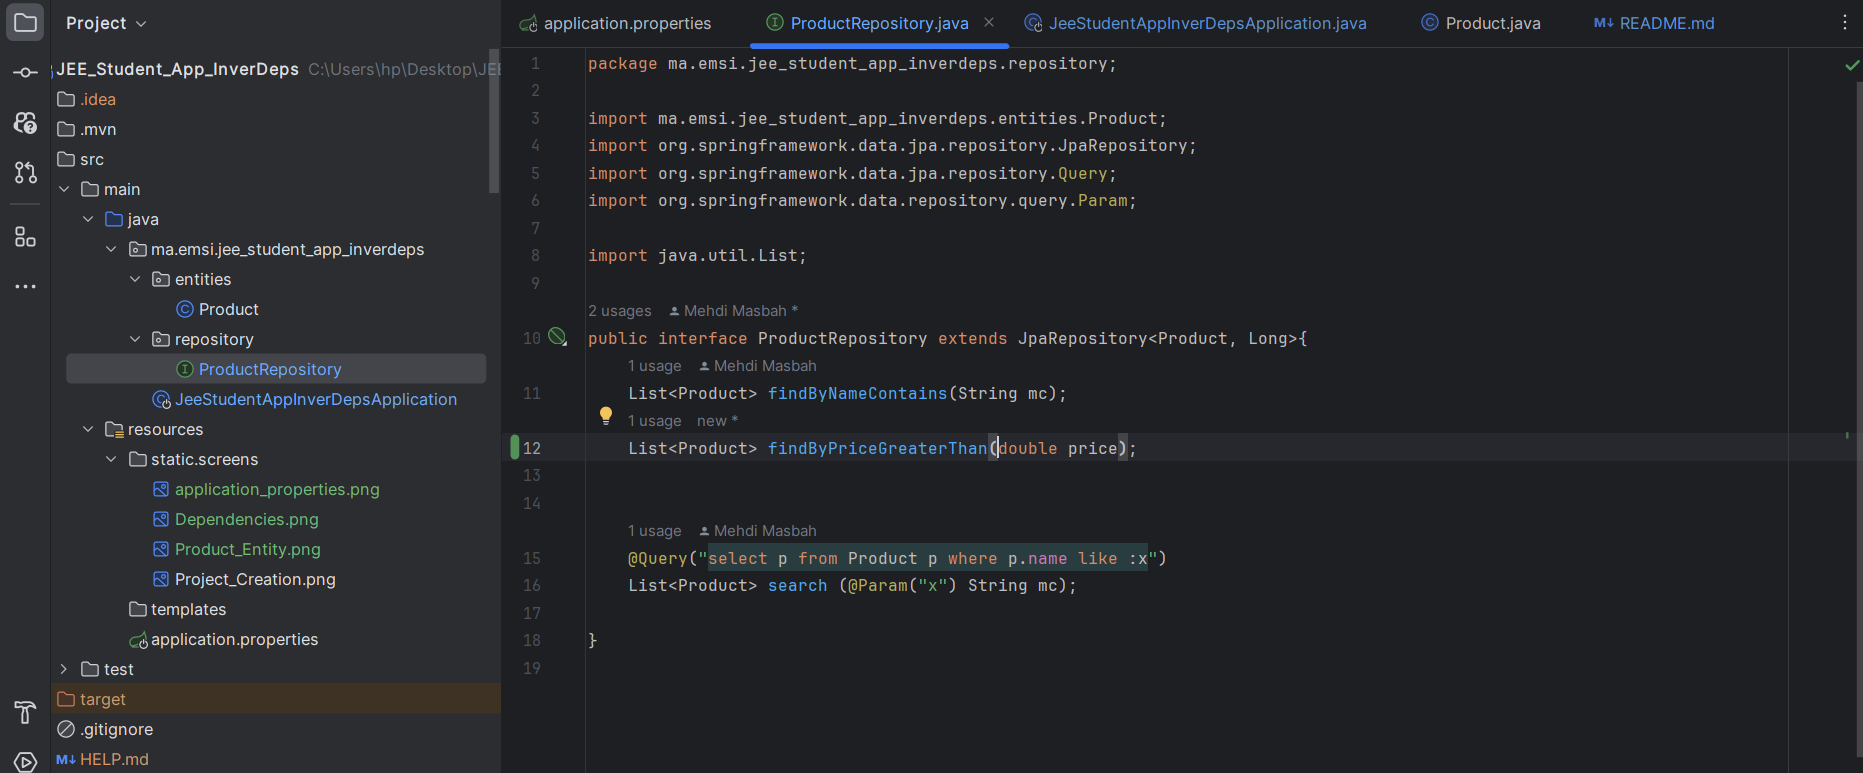 Project
JEE_Student_App_InverDeps C:\Users\hp\Desktop\JEE
.idea
.mvn
src
main
java
ma.emsi.jee_student_app_inverdeps
entities
Product
repository
ProductRepository
JeeStudentAppInverDepsApplication
resources
static.screens
application_properties.png
Dependencies.png
Product_Entity.png
Project_Creation.png
templates
application.properties
test
target
.gitignore
M↓ HELP.md
application.properties ProductRepository.java JeeStudentAppInverDepsApplication.java Product.java M↓ README.md
1 package ma.emsi.jee_student_app_inverdeps.repository;
2
3 import ma.emsi.jee_student_app_inverdeps.entities.Product;
4 import org.springframework.data.jpa.repository.JpaRepository;
5 import org.springframework.data.jpa.repository.Query;
6 import org.springframework.data.repository.query.Param;
7
8 import java.util.List;
9
2 usages Mehdi Masbah *
10 public interface ProductRepository extends JpaRepository<Product, Long>{
1 usage Mehdi Masbah
11 List<Product> findByNameContains(String mc);
1 usage new *
12 List<Product> findByPriceGreaterThan(double price);
13
14
1 usage Mehdi Masbah
15 @Query("select p from Product p where p.name like :x")
16 List<Product> search (@Param("x") String mc);
17
18 }
19